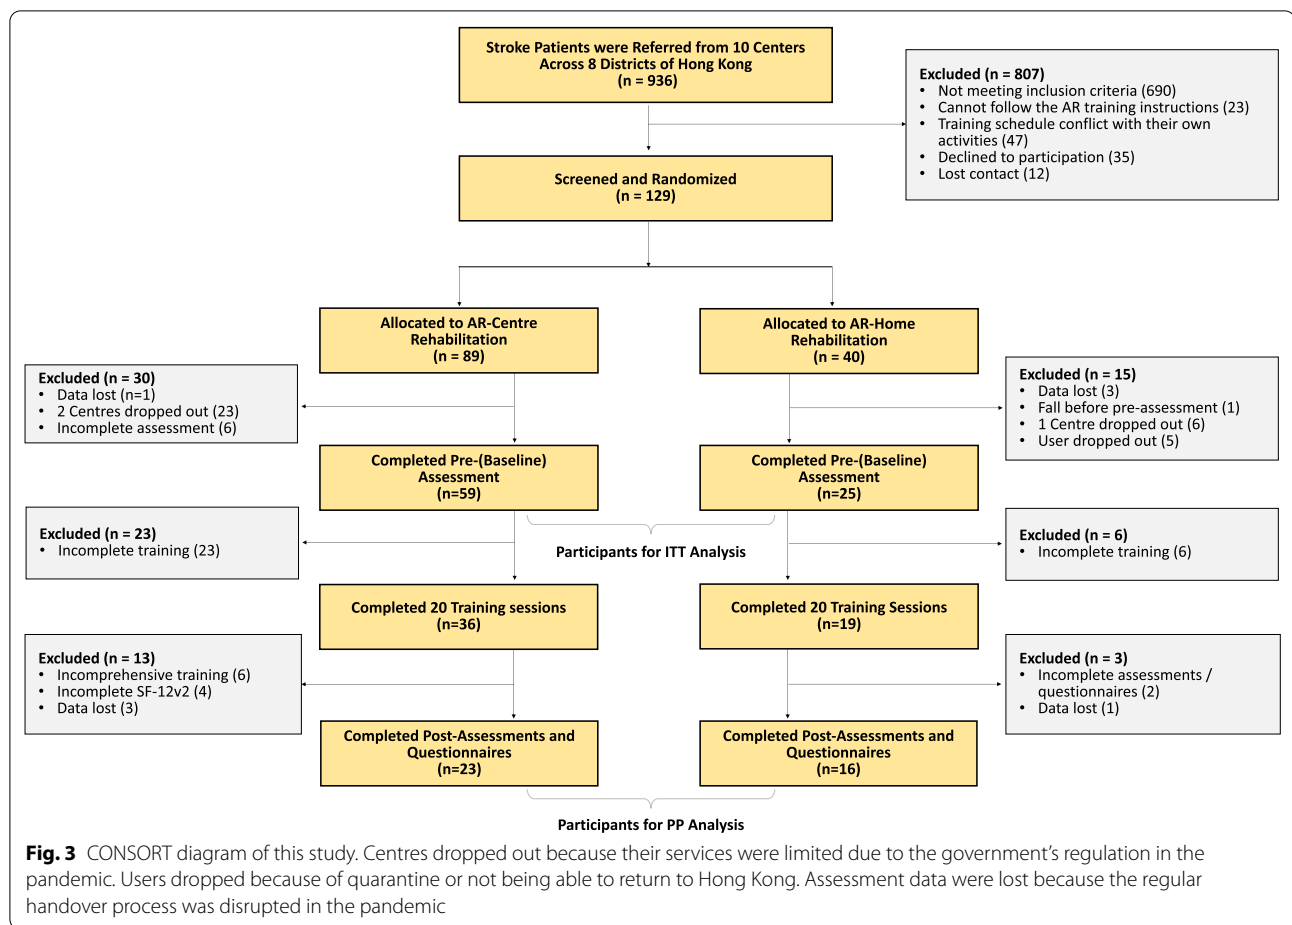 Stroke Patients were Referred from 10 Centers
Across 8 Districts of Hong Kong
(n = 936)
Excluded (n = 807)
• Not meeting inclusion criteria (690)
• Cannot follow the AR training instructions (23)
• Training schedule conflict with their own
activities (47)
• Declined to participation (35)
• Lost contact (12)
Screened and Randomized
(n = 129)
Allocated to AR-Centre
Rehabilitation
(n = 89)
Allocated to AR-Home
Rehabilitation
(n = 40)
Excluded (n = 30)
• Data lost (n=1)
• 2 Centres dropped out (23)
• Incomplete assessment (6)
Excluded (n = 15)
• Data lost (3)
• Fall before pre-assessment (1)
• 1 Centre dropped out (6)
• User dropped out (5)
Completed Pre-(Baseline)
Assessment
(n=59)
Completed Pre-(Baseline)
Assessment
(n=25)
Excluded (n = 23)
• Incomplete training (23)
Participants for ITT Analysis
Excluded (n = 6)
• Incomplete training (6)
Completed 20 Training sessions
(n=36)
Completed 20 Training Sessions
(n=19)
Excluded (n = 13)
• Incomprehensive training (6)
• Incomplete SF-12v2 (4)
• Data lost (3)
Excluded (n = 3)
• Incomplete assessments /
questionnaires (2)
• Data lost (1)
Completed Post-Assessments and
Questionnaires
(n=23)
Completed Post-Assessments and
Questionnaires
(n=16)
Participants for PP Analysis
Fig. 3 CONSORT diagram of this study. Centres dropped out because their services were limited due to the government's regulation in the
pandemic. Users dropped because of quarantine or not being able to return to Hong Kong. Assessment data were lost because the regular
handover process was disrupted in the pandemic